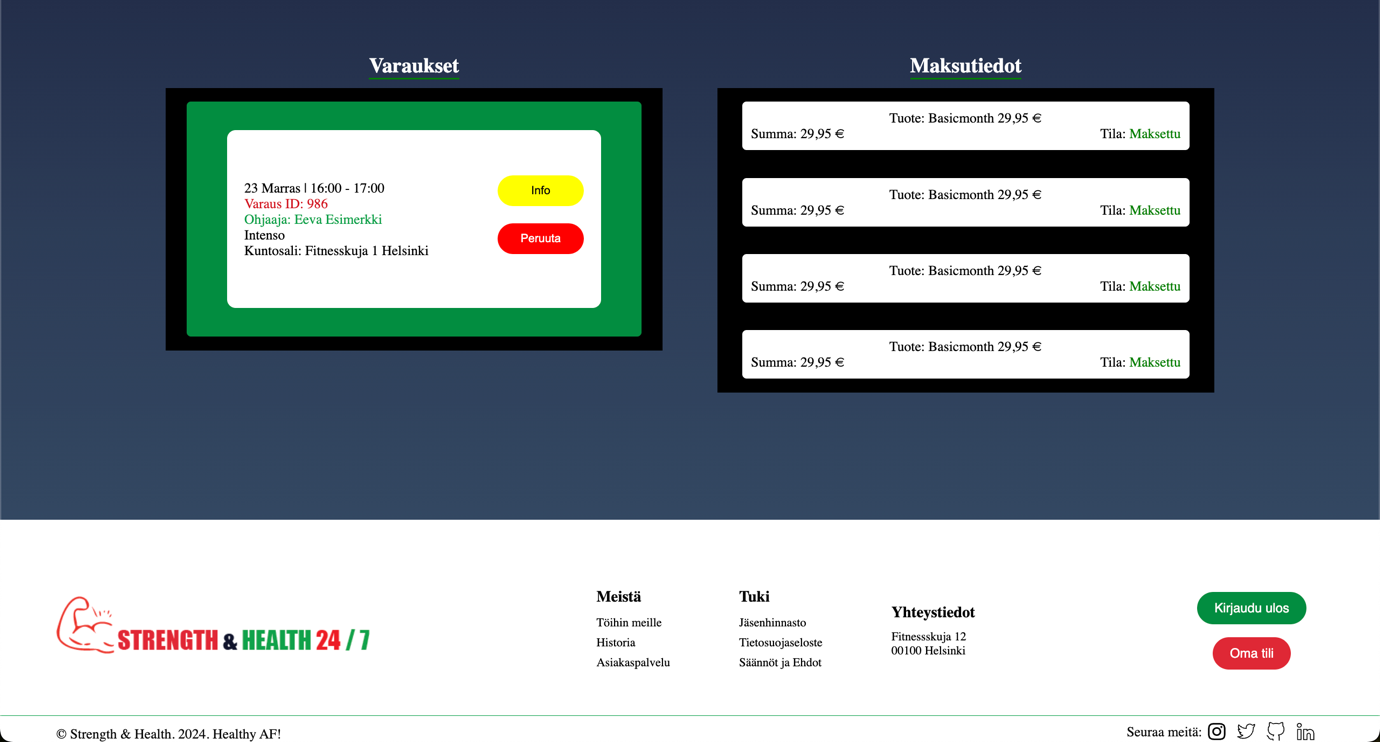 Varaukset
23 Marras | 16:00 - 17:00
Varaus ID: 986
Ohjaaja: Eeva Esimerkki
Intenso
Kuntosali: Fitnesskuja 1 Helsinki
Info
Peruuta
Maksutiedot
Tuote: Basicmonth 29,95 €
Summa: 29,95 € Tila: Maksettu
Tuote: Basicmonth 29,95 €
Summa: 29,95 € Tila: Maksettu
Tuote: Basicmonth 29,95 €
Summa: 29,95 € Tila: Maksettu
Tuote: Basicmonth 29,95 €
Summa: 29,95 € Tila: Maksettu
STRENGTH & HEALTH 24 / 7
Meistä
Töihin meille
Historia
Asiakaspalvelu
Tuki
Jäsenhinnasto
Tietosuojaseloste
Säännöt ja Ehdot
Yhteystiedot
Fitnessskuja 12
00100 Helsinki
Kirjaudu ulos
Oma tili
© Strength & Health. 2024. Healthy AF!
Seuraa meitä: